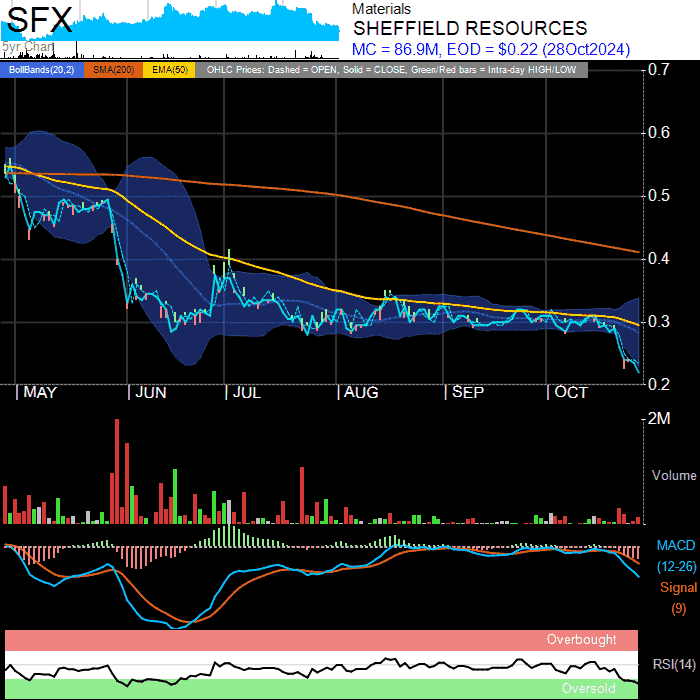 SFX
5yr Chart
Materials
SHEFFIELD RESOURCES
MC = 86.9M, EOD = $0.22 (28Oct2024)
BollBands(20,2) SMA(200) EMA(50) OHLC Prices: Dashed = OPEN, Solid = CLOSE, Green/Red bars = Intra-day HIGH/LOW
0.7
0.6
0.5
0.4
0.3
0.2
MAY JUN JUL AUG SEP OCT
2M
Volume
MACD
(12-26)
Signal
(9)
Overbought
RSI(14)
Oversold